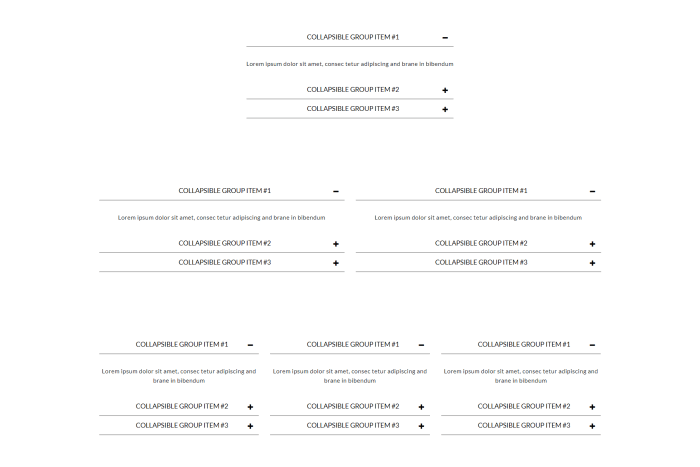 COLLAPSIBLE GROUP ITEM #1
Lorem ipsum dolor sit amet, consec tetur adipiscing and brane in bibendum
COLLAPSIBLE GROUP ITEM #2
COLLAPSIBLE GROUP ITEM #3
COLLAPSIBLE GROUP ITEM #1
Lorem ipsum dolor sit amet, consec tetur adipiscing and brane in bibendum
COLLAPSIBLE GROUP ITEM #2
COLLAPSIBLE GROUP ITEM #3
COLLAPSIBLE GROUP ITEM #1
Lorem ipsum dolor sit amet, consec tetur adipiscing and brane in bibendum
COLLAPSIBLE GROUP ITEM #2
COLLAPSIBLE GROUP ITEM #3
COLLAPSIBLE GROUP ITEM #1
Lorem ipsum dolor sit amet, consec tetur adipiscing and
brane in bibendum
COLLAPSIBLE GROUP ITEM #2
COLLAPSIBLE GROUP ITEM #3
COLLAPSIBLE GROUP ITEM #1
Lorem ipsum dolor sit amet, consec tetur adipiscing and
brane in bibendum
COLLAPSIBLE GROUP ITEM #2
COLLAPSIBLE GROUP ITEM #3
COLLAPSIBLE GROUP ITEM #1
Lorem ipsum dolor sit amet, consec tetur adipiscing and
brane in bibendum
COLLAPSIBLE GROUP ITEM #2
COLLAPSIBLE GROUP ITEM #3